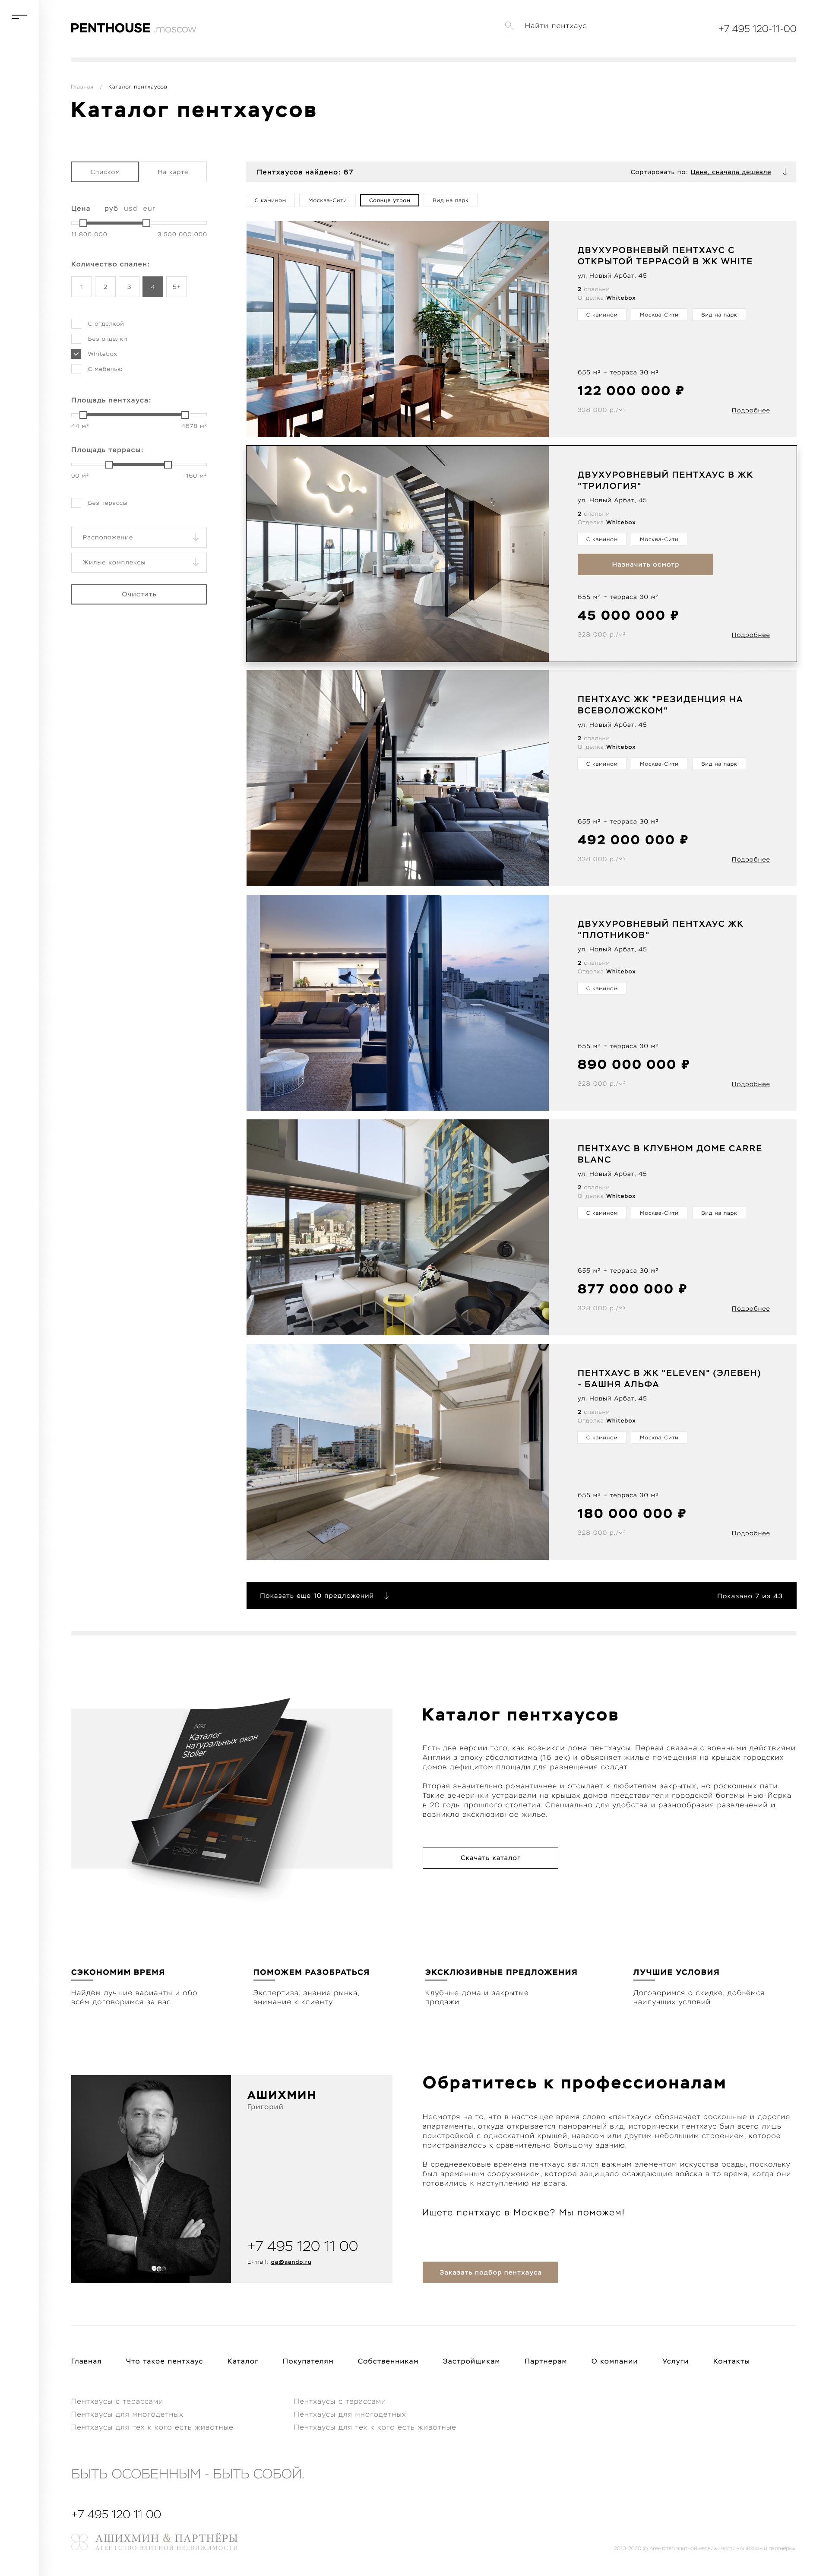 PENTHOUSE .moscow
Найти пентхаус
+7 495 120-11-00
Главная / Каталог пентхаусов
Каталог пентхаусов
Списком
На карте
Цена руб usd eur
11 800 000
3 500 000 000
Количество спален:
1 2 3 4 5+
С отделкой
Без отделки
Whitebox
С мебелью
Площадь пентхауса:
44 м²
4678 м²
Площадь террасы:
90 м²
160 м²
Без терассы
Расположение
Жилые комплексы
Очистить
Пентхаусов найдено: 67
Сортировать по: Цене, сначала дешевле
С камином
Москва-Сити
Солнце утром
Вид на парк
ДВУХУРОВНЕВЫЙ ПЕНТХАУС С
ОТКРЫТОЙ ТЕРРАСОЙ В ЖК WHITE
ул. Новый Арбат, 45
2 спальни
Отделка Whitebox
С камином
Москва-Сити
Вид на парк
655 м² + терраса 30 м²
122 000 000 ₽
328 000 р./м²
Подробнее
ДВУХУРОВНЕВЫЙ ПЕНТХАУС В ЖК
"ТРИЛОГИЯ"
ул. Новый Арбат, 45
2 спальни
Отделка Whitebox
С камином
Москва-Сити
Назначить осмотр
655 м² + терраса 30 м²
45 000 000 ₽
328 000 р./м²
Подробнее
ПЕНТХАУС ЖК "РЕЗИДЕНЦИЯ НА
ВСЕВОЛОЖСКОМ"
ул. Новый Арбат, 45
2 спальни
Отделка Whitebox
С камином
Москва-Сити
Вид на парк
655 м² + терраса 30 м²
492 000 000 ₽
328 000 р./м²
Подробнее
ДВУХУРОВНЕВЫЙ ПЕНТХАУС ЖК
"ПЛОТНИКОВ"
ул. Новый Арбат, 45
2 спальни
Отделка Whitebox
С камином
655 м² + терраса 30 м²
890 000 000 ₽
328 000 р./м²
Подробнее
ПЕНТХАУС В КЛУБНОМ ДОМЕ CARRE
BLANC
ул. Новый Арбат, 45
2 спальни
Отделка Whitebox
С камином
Москва-Сити
Вид на парк
655 м² + терраса 30 м²
877 000 000 ₽
328 000 р./м²
Подробнее
ПЕНТХАУС В ЖК "ELEVEN" (ЭЛЕВЕН)
- БАШНЯ АЛЬФА
ул. Новый Арбат, 45
2 спальни
Отделка Whitebox
С камином
Москва-Сити
655 м² + терраса 30 м²
180 000 000 ₽
328 000 р./м²
Подробнее
Показать еще 10 предложений
Показано 7 из 43
2016
Каталог
натуральных окон
Stoller
Каталог пентхаусов
Есть две версии того, как возникли дома пентхаусы. Первая связана с военными действиями
Англии в эпоху абсолютизма (16 век) и объясняет жилые помещения на крышах городских
домов дефицитом площади для размещения солдат.
Вторая значительно романтичнее и отсылает к любителям закрытых, но роскошных пати.
Такие вечеринки устраивали на крышах домов представители городской богемы Нью-Йорка
в 20 годы прошлого столетия. Специально для удобства и разнообразия развлечений и
возникло эксклюзивное жилье.
Скачать каталог
СЭКОНОМИМ ВРЕМЯ
Найдём лучшие варианты и обо
всём договоримся за вас
ПОМОЖЕМ РАЗОБРАТЬСЯ
Экспертиза, знание рынка,
внимание к клиенту
ЭКСКЛЮЗИВНЫЕ ПРЕДЛОЖЕНИЯ
Клубные дома и закрытые
продажи
ЛУЧШИЕ УСЛОВИЯ
Договоримся о скидке, добьёмся
наилучших условий
АШИХМИН
Григорий
+7 495 120 11 00
E-mail: ga@aandp.ru
Обратитесь к профессионалам
Несмотря на то, что в настоящее время слово «пентхаус» обозначает роскошные и дорогие
апартаменты, откуда открывается панорамный вид, исторически пентхаус был всего лишь
пристройкой с односкатной крышей, навесом или другим небольшим строением, которое
пристраивалось к сравнительно большому зданию.
В средневековые времена пентхаус являлся важным элементом искусства осады, поскольку
был временным сооружением, которое защищало осаждающие войска в то время, когда они
готовились к наступлению на врага.
Ищете пентхаус в Москве? Мы поможем!
Заказать подбор пентхауса
Главная
Что такое пентхаус
Каталог
Покупателям
Собственникам
Застройщикам
Партнерам
О компании
Услуги
Контакты
Пентхаусы с терассами
Пентхаусы для многодетных
Пентхаусы для тех к кого есть животные
Пентхаусы с терассами
Пентхаусы для многодетных
Пентхаусы для тех к кого есть животные
БЫТЬ ОСОБЕННЫМ - БЫТЬ СОБОЙ.
+7 495 120 11 00
АШИХМИН & ПАРТНЁРЫ
АГЕНТСТВО ЭЛИТНОЙ НЕДВИЖИМОСТИ
2010-2020 © Агентство элитной недвижимости «Ашихмин и партнёры»